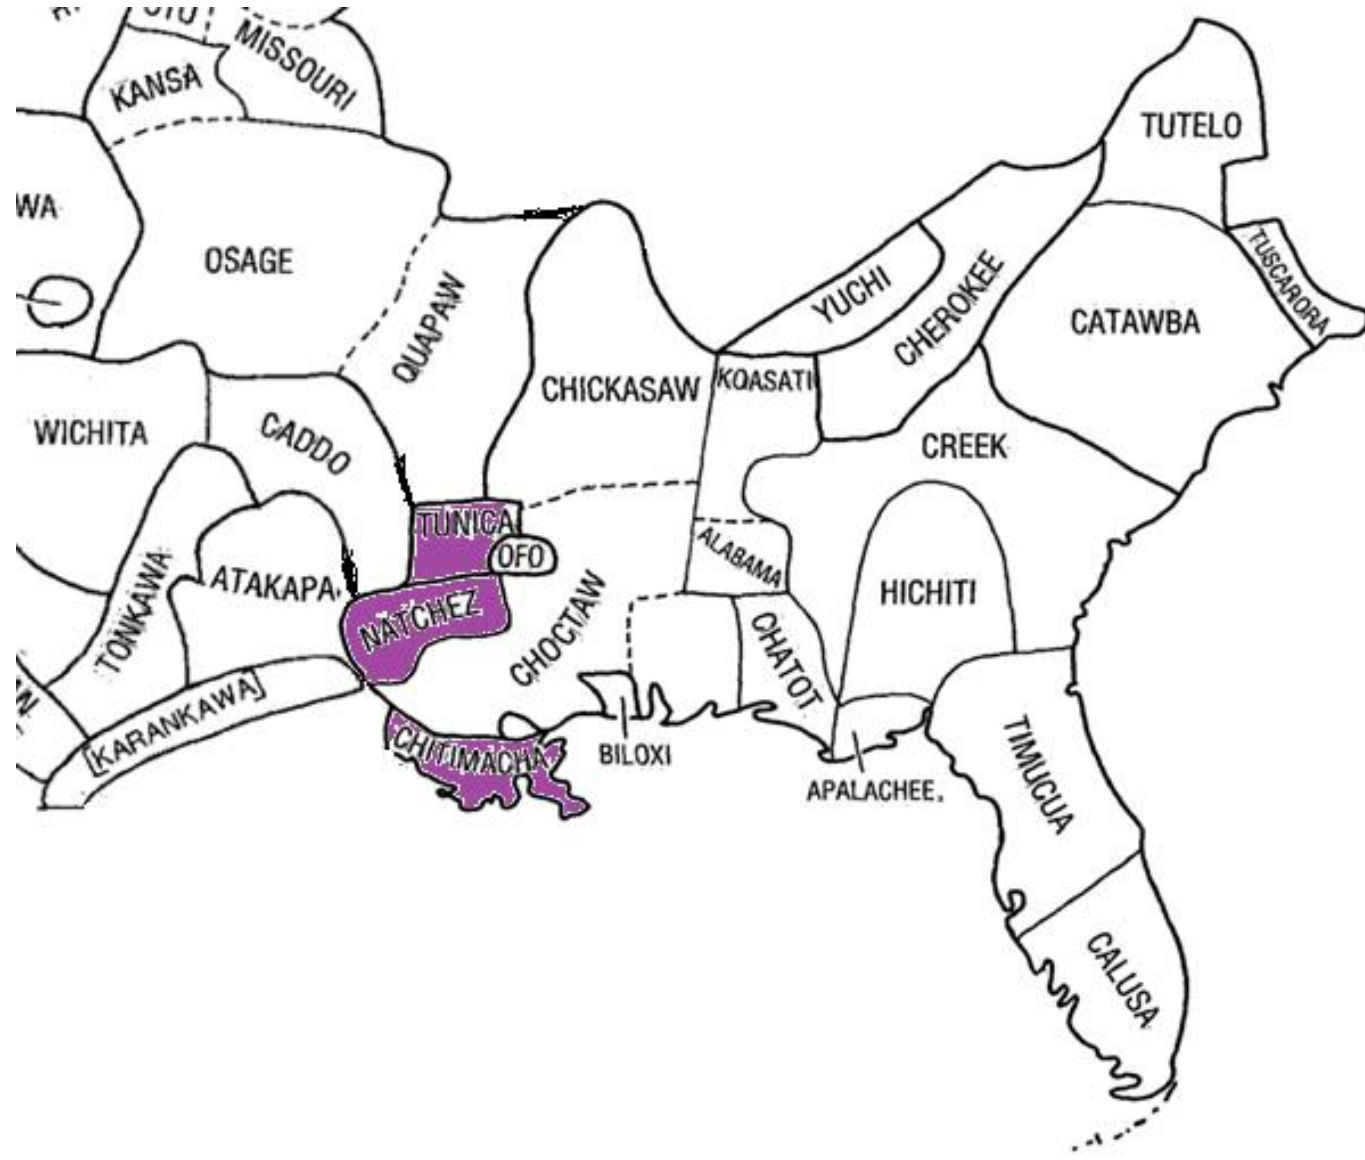 MISSOURI
KANSA
TUTELO
WA
OSAGE
TUSCARORA
YUCHI
CHEROKEE
QUAPAW
CATAWBA
CHICKASAW
KOASATI
WICHITA
CADDO
CREEK
TUNICA
OFO
ALABAMA
TONKAWA
ATAKAPA.
HICHITI
NATCHEZ
CHOCTAW
CHATOT
KARANKAWA
CHITIMACHA
BILOXI
TIMUCUA
APALACHEE.
CALUSA